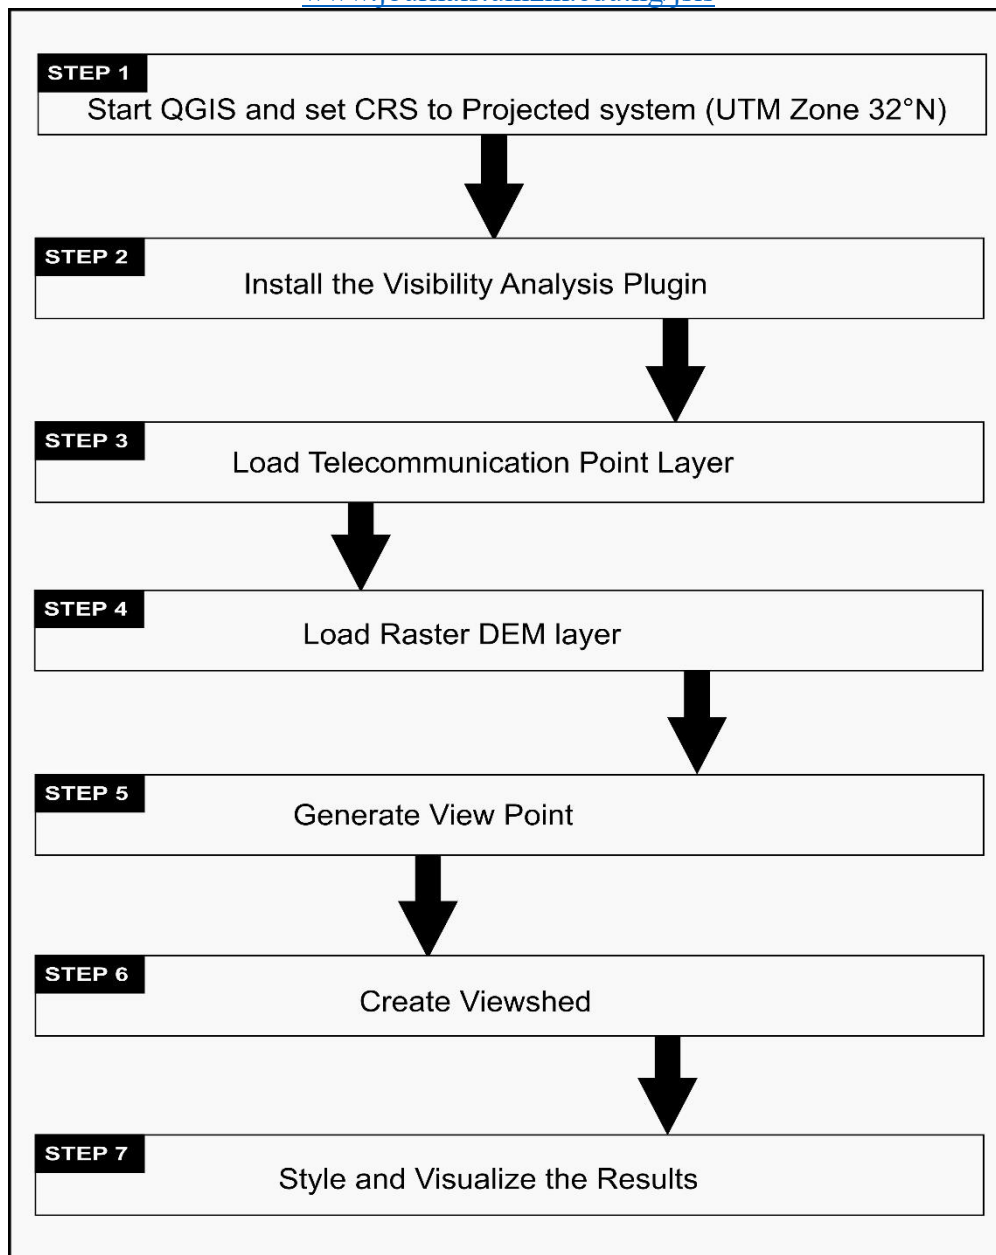 STEP 1
Start QGIS and set CRS to Projected system (UTM Zone 32°N)
STEP 2
Install the Visibility Analysis Plugin
STEP 3
Load Telecommunication Point Layer
STEP 4
Load Raster DEM layer
STEP 5
Generate View Point
STEP 6
Create Viewshed
STEP 7
Style and Visualize the Results